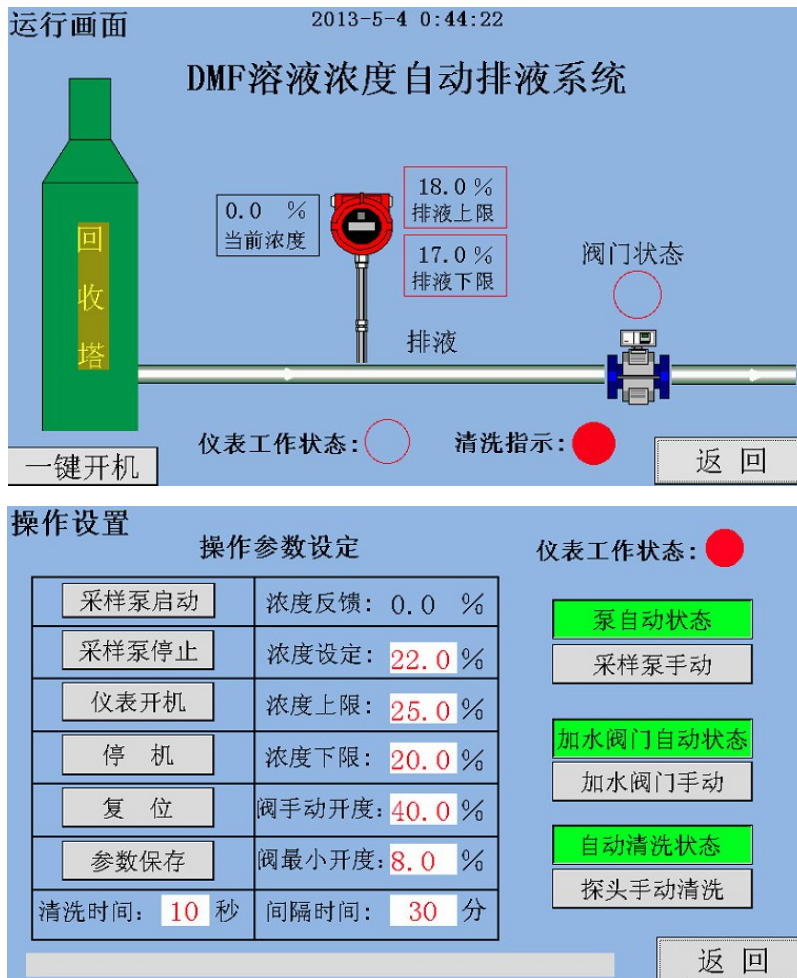 运行画面
2013-5-4 0:44:22
DMF溶液浓度自动排液系统
回
收
塔
0.0 %
当前浓度
18.0 %
排液上限
17.0 %
排液下限
阀门状态
排液
仪表工作状态:
清洗指示:
一键开机
返 回
操作设置
操作参数设定
仪表工作状态:
采样泵启动
浓度反馈: 0.0 %
采样泵停止
浓度设定: 22.0 %
仪表开机
浓度上限: 25.0 %
停 机
浓度下限: 20.0 %
复 位
阀手动开度: 40.0 %
参数保存
阀最小开度: 8.0 %
清洗时间: 10 秒
间隔时间: 30 分
泵自动状态
采样泵手动
加水阀门自动状态
加水阀门手动
自动清洗状态
探头手动清洗
返 回